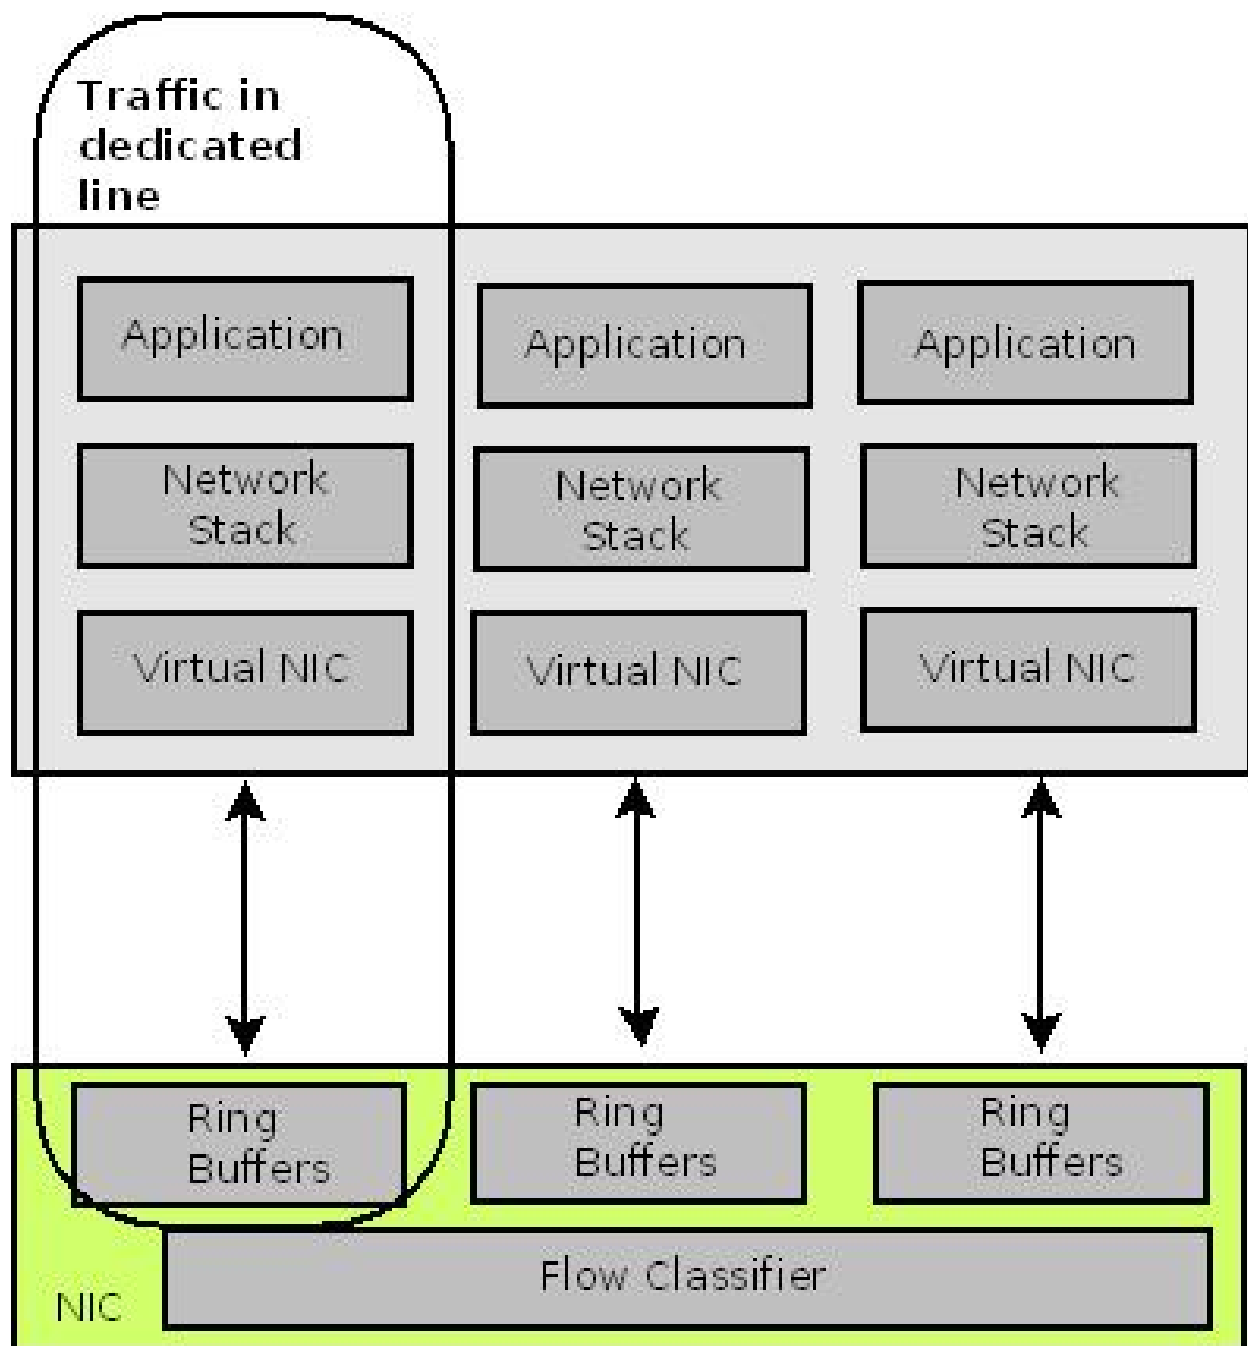 Traffic in
dedicated
line
Application
Application
Application
Network
Stack
Network
Stack
Network
Stack
Virtual NIC
Virtual NIC
Virtual NIC
Ring
Buffers
Ring
Buffers
Ring
Buffers
Flow Classifier
NIC